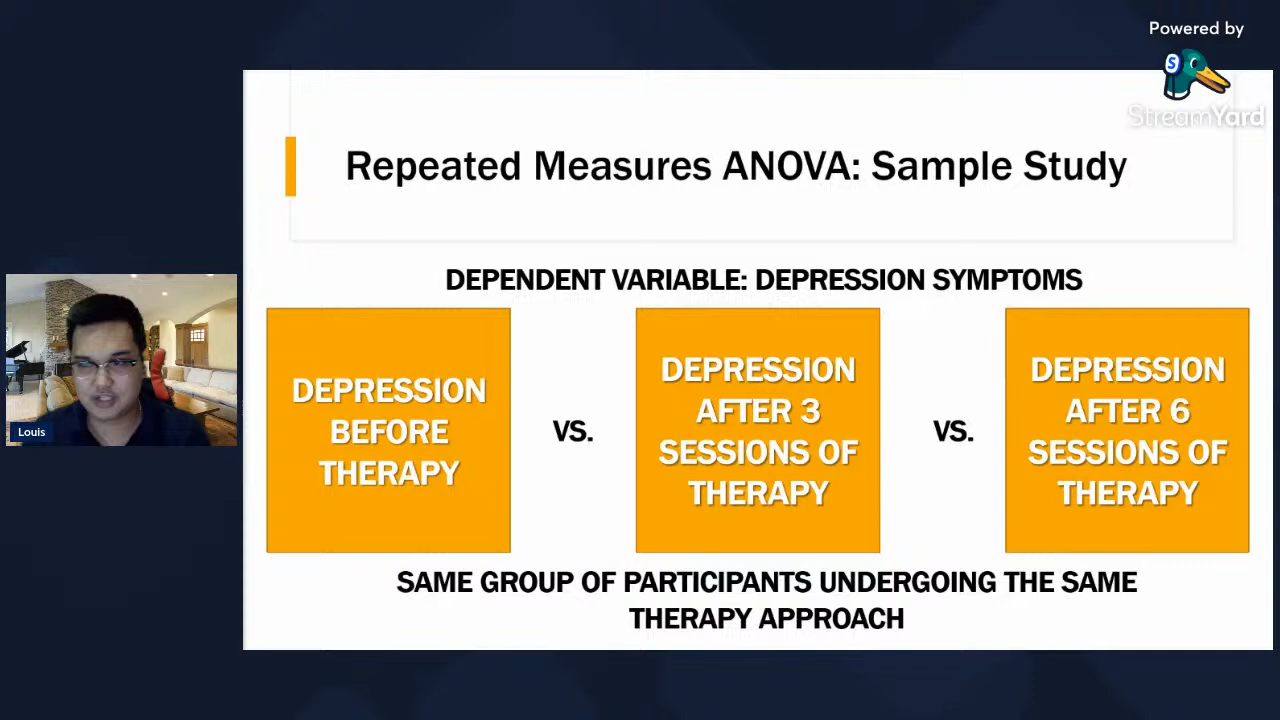 Powered by
S
StreamYard
Repeated Measures ANOVA: Sample Study
DEPENDENT VARIABLE: DEPRESSION SYMPTOMS
DEPRESSION
BEFORE
THERAPY
VS.
DEPRESSION
AFTER 3
SESSIONS OF
THERAPY
VS.
DEPRESSION
AFTER 6
SESSIONS OF
THERAPY
SAME GROUP OF PARTICIPANTS UNDERGOING THE SAME
THERAPY APPROACH
Louis